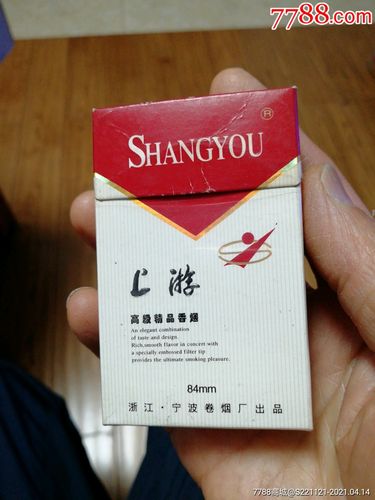 7788.com
SHANGYOU®
上游
高级精品香烟
An elegant combination
of taste and design.
Rich,smooth flavor in concert with
a specially embossed filter tip
provides the ultimate smoking pleasure.
84mm
浙江·宁波卷烟厂出品
7788商城@S221121-2021.04.14